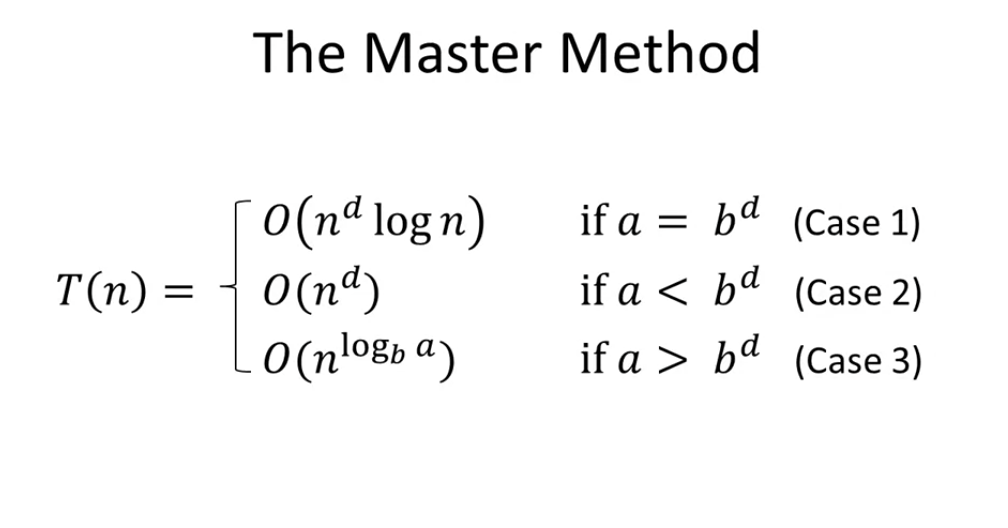 The Master Method
T(n) = { O(n^d log n) if a = b^d (Case 1)
O(n^d) if a < b^d (Case 2)
O(n^{log_b a}) if a > b^d (Case 3)